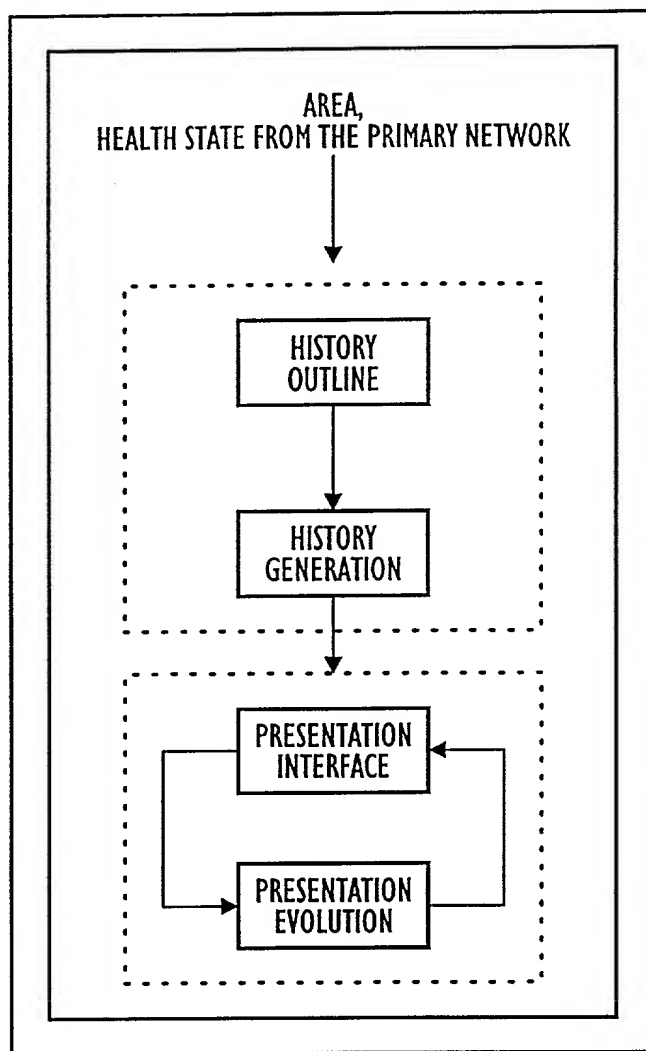 AREA,
HEALTH STATE FROM THE PRIMARY NETWORK
HISTORY
OUTLINE
HISTORY
GENERATION
PRESENTATION
INTERFACE
PRESENTATION
EVOLUTION